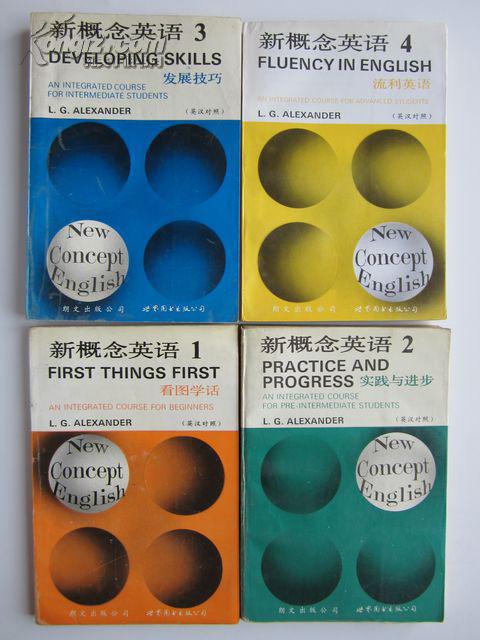 新概念英语 3
DEVELOPING SKILLS
发展技巧
AN INTEGRATED COURSE
FOR INTERMEDIATE STUDENTS
L. G. ALEXANDER （英汉对照）
New
Concept
English
朗文出版公司 世界图书出版公司
新概念英语 4
FLUENCY IN ENGLISH
流利英语
AN INTEGRATED COURSE FOR ADVANCED STUDENTS
L. G. ALEXANDER （英汉对照）
New
Concept
English
朗文出版公司 世界图书出版公司
新概念英语 1
FIRST THINGS FIRST
看图学话
AN INTEGRATED COURSE FOR BEGINNERS
L. G. ALEXANDER （英汉对照）
New
Concept
English
朗文出版公司 世界图书出版公司
新概念英语 2
PRACTICE AND
PROGRESS 实践与进步
AN INTEGRATED COURSE
FOR PRE-INTERMEDIATE STUDENTS
L. G. ALEXANDER （英汉对照）
New
Concept
English
朗文出版公司 世界图书出版公司